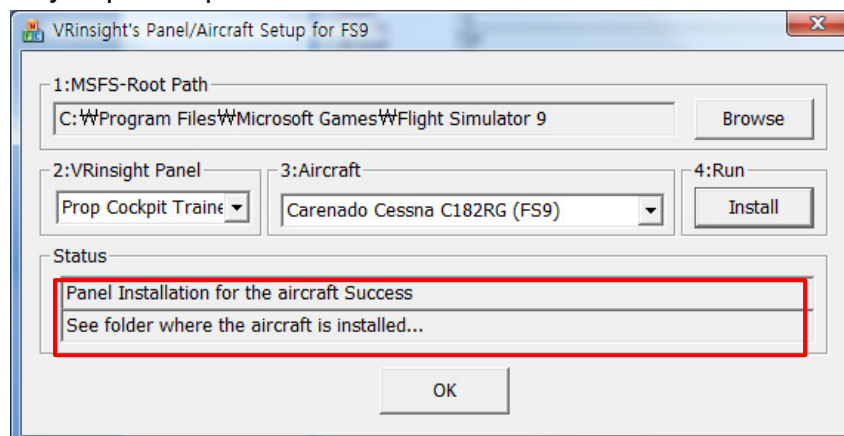 VRinsight's Panel/Aircraft Setup for FS9
1:MSFS-Root Path
C:₩Program Files₩Microsoft Games₩Flight Simulator 9
Browse
2:VRinsight Panel
3:Aircraft
4:Run
Prop Cockpit Traine
Carenado Cessna C182RG (FS9)
Install
Status
Panel Installation for the aircraft Success
See folder where the aircraft is installed...
OK